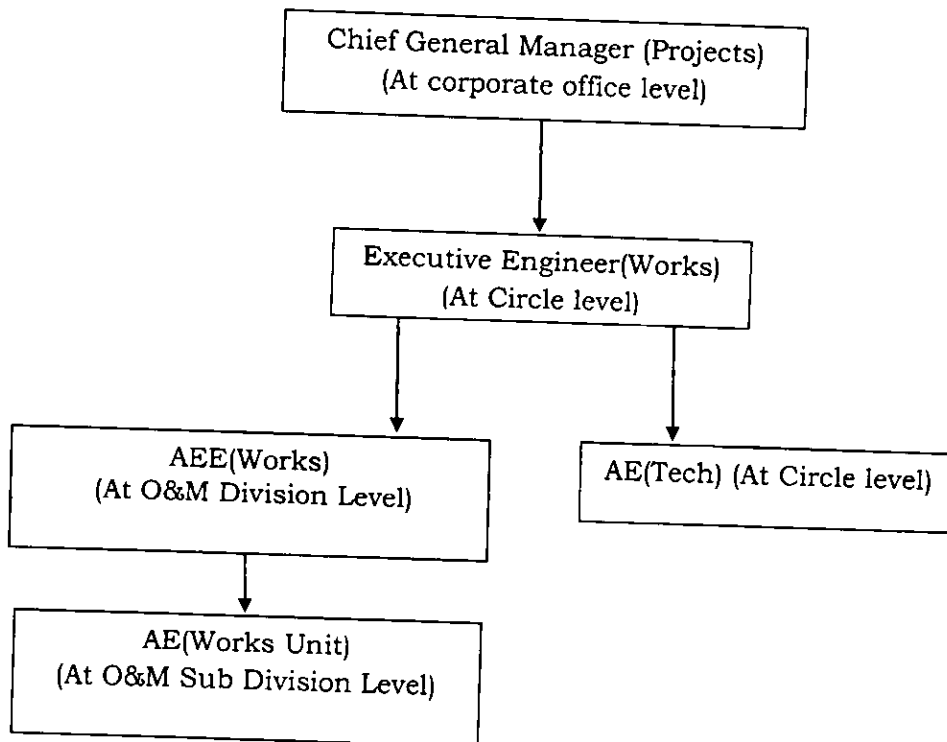 Chief General Manager (Projects)
(At corporate office level)
Executive Engineer(Works)
(At Circle level)
AEE(Works)
(At O&M Division Level)
AE(Tech) (At Circle level)
AE(Works Unit)
(At O&M Sub Division Level)